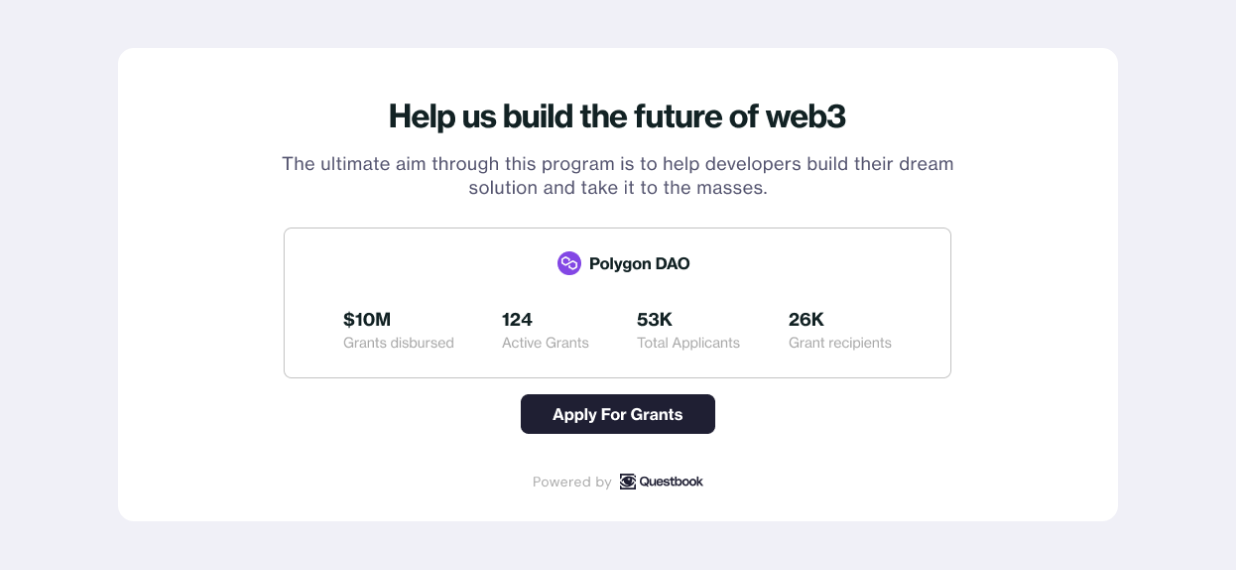 Help us build the future of web3
The ultimate aim through this program is to help developers build their dream
solution and take it to the masses.
Polygon DAO
$10M 124 53K 26K
Grants disbursed Active Grants Total Applicants Grant recipients
Apply For Grants
Powered by Questbook